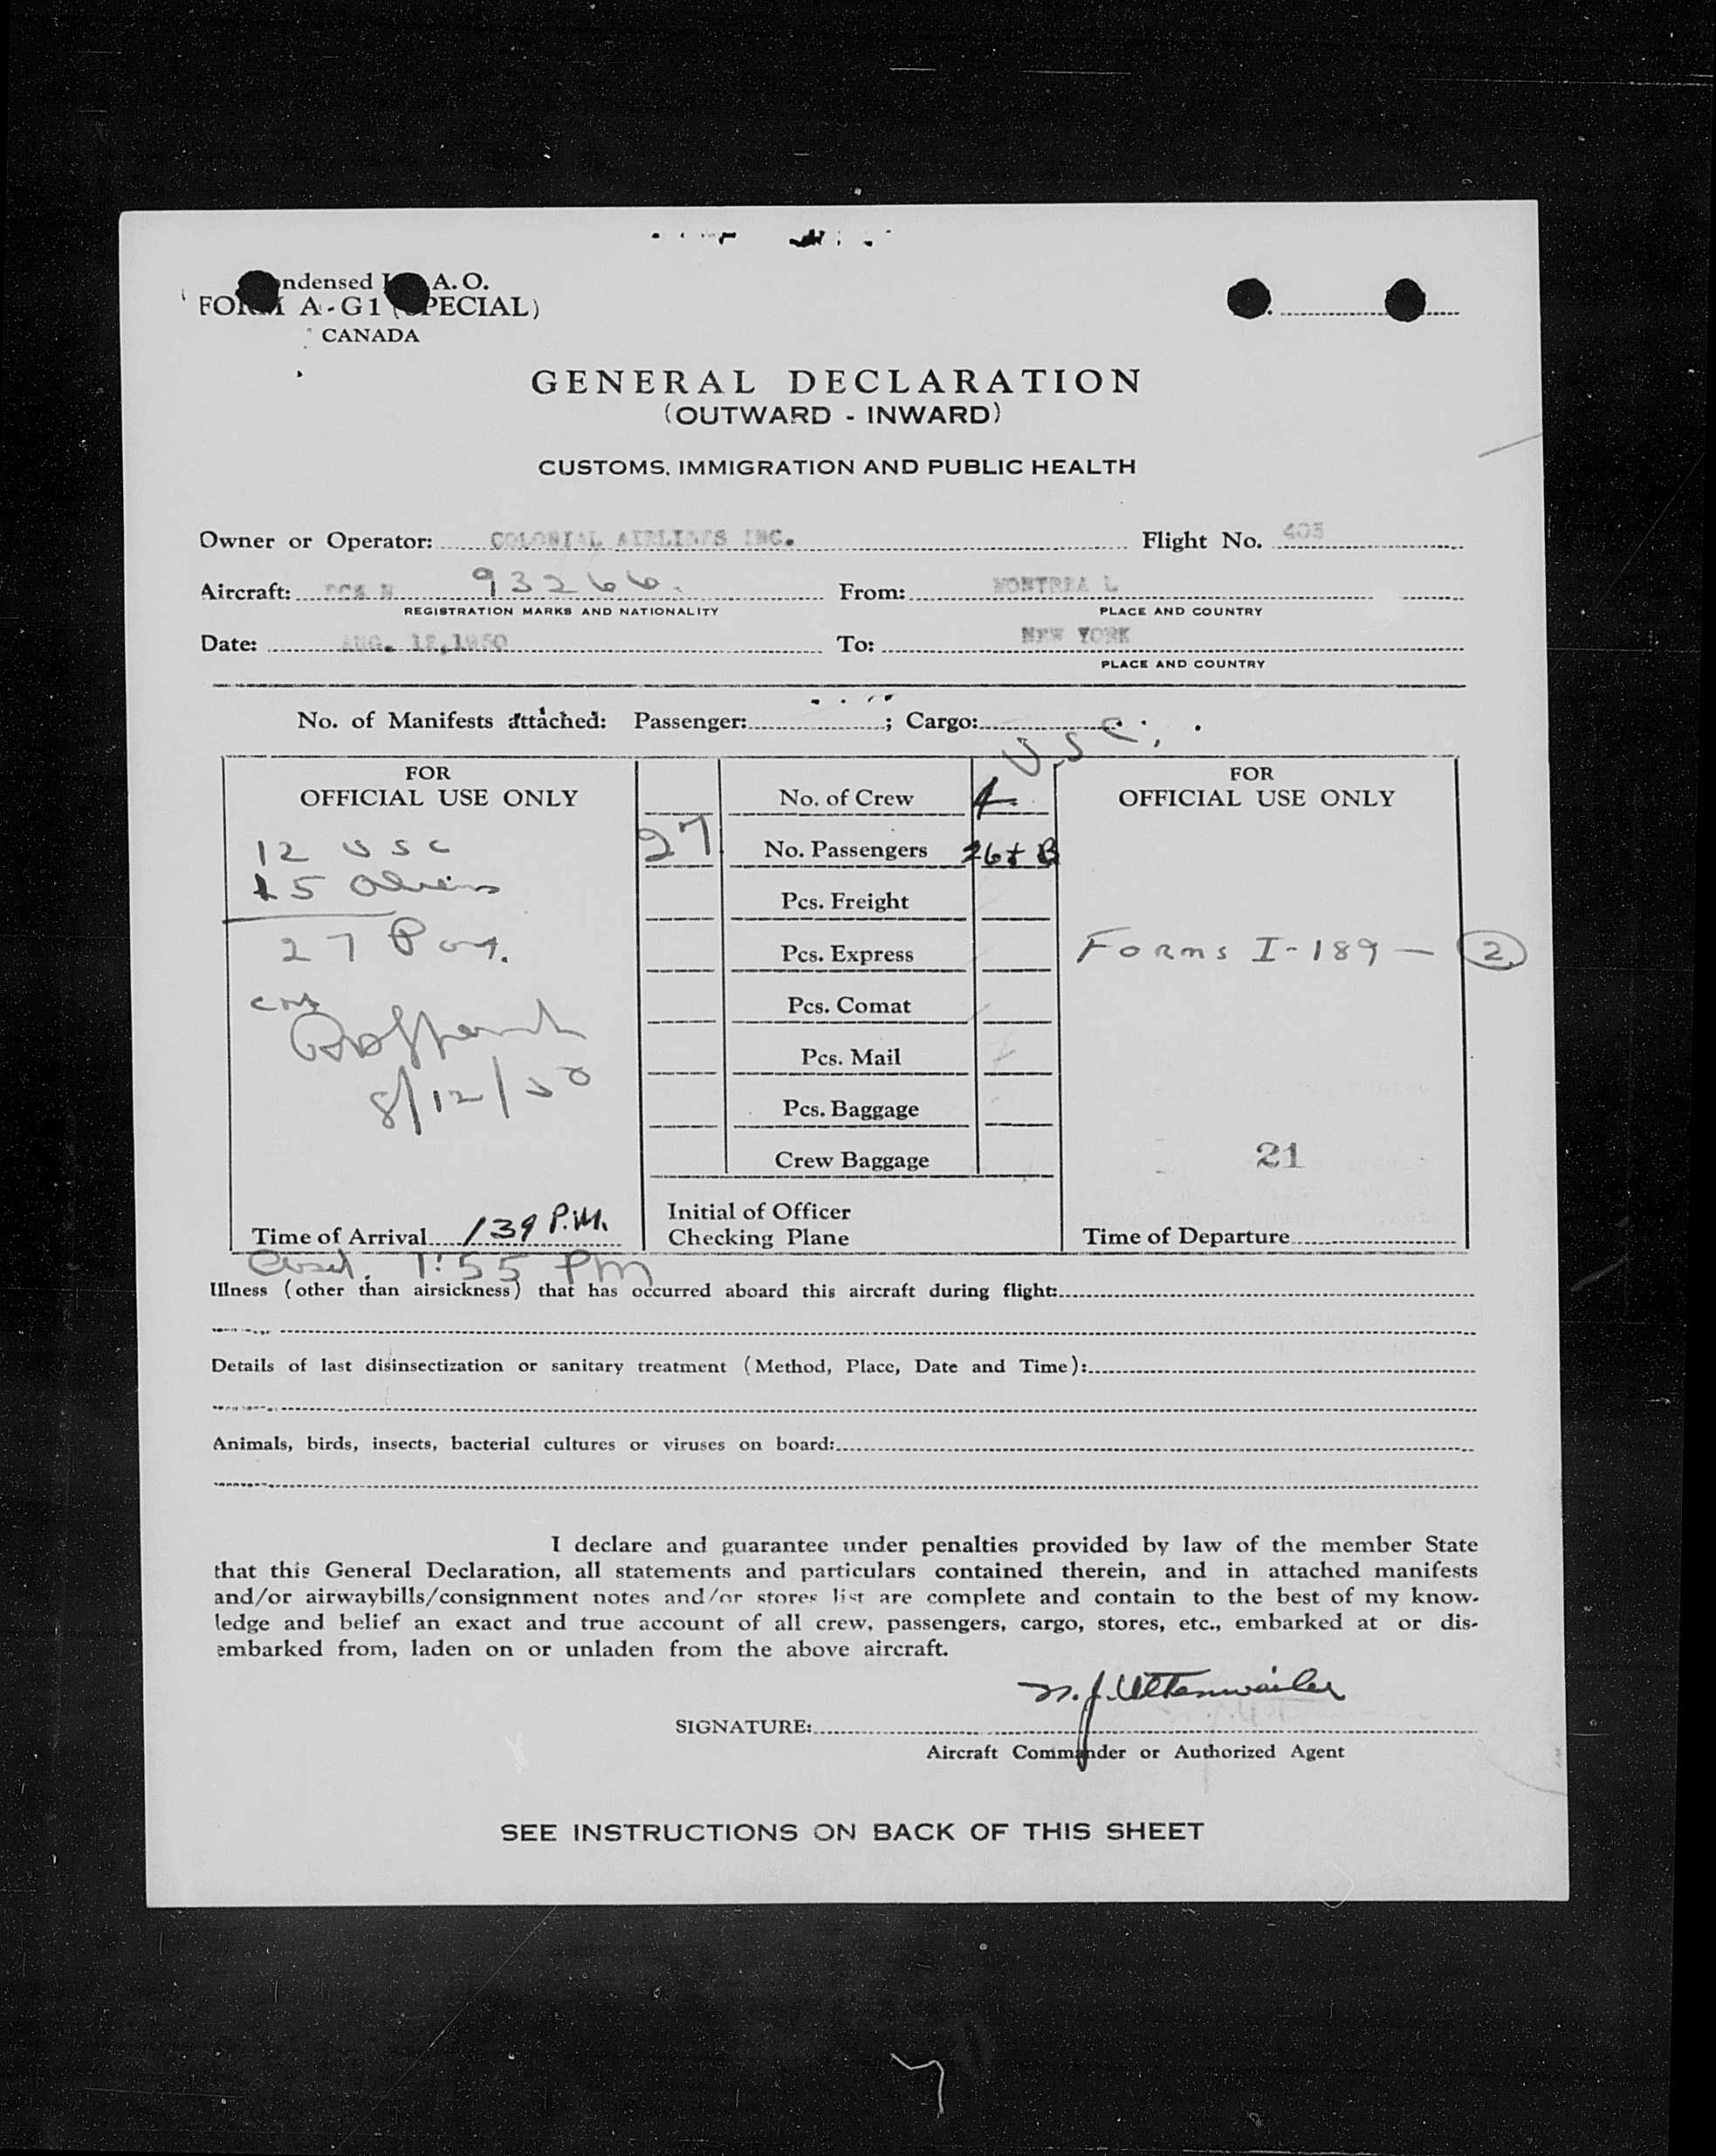 Condensed I.C.A.O.
FORM A-G1 (SPECIAL)
CANADA
GENERAL DECLARATION
(OUTWARD - INWARD)
CUSTOMS, IMMIGRATION AND PUBLIC HEALTH
Owner or Operator: COLONIAL AIRLINES INC. Flight No. 403
Aircraft: DC4 N 93266 From: MONTREAL
REGISTRATION MARKS AND NATIONALITY PLACE AND COUNTRY
Date: AUG. 12,1950 To: NEW YORK
PLACE AND COUNTRY
No. of Manifests attached: Passenger: ; Cargo:
U.S.C.
FOR
OFFICIAL USE ONLY
12 USC
15 Aliens
27 Pas.
8/12/50
Time of Arrival 139 P.M.
1:55 PM
No. of Crew 4
27 No. Passengers 26+B
Pcs. Freight
Pcs. Express
Pcs. Comat
Pcs. Mail
Pcs. Baggage
Crew Baggage
Initial of Officer
Checking Plane
FOR
OFFICIAL USE ONLY
Forms I-189 - 2
21
Time of Departure
Illness (other than airsickness) that has occurred aboard this aircraft during flight:
Details of last disinsectization or sanitary treatment (Method, Place, Date and Time):
Animals, birds, insects, bacterial cultures or viruses on board:
I declare and guarantee under penalties provided by law of the member State
that this General Declaration, all statements and particulars contained therein, and in attached manifests
and/or airwaybills/consignment notes and/or stores list are complete and contain to the best of my know-
ledge and belief an exact and true account of all crew, passengers, cargo, stores, etc., embarked at or dis-
embarked from, laden on or unladen from the above aircraft.
SIGNATURE:
Aircraft Commander or Authorized Agent
SEE INSTRUCTIONS ON BACK OF THIS SHEET